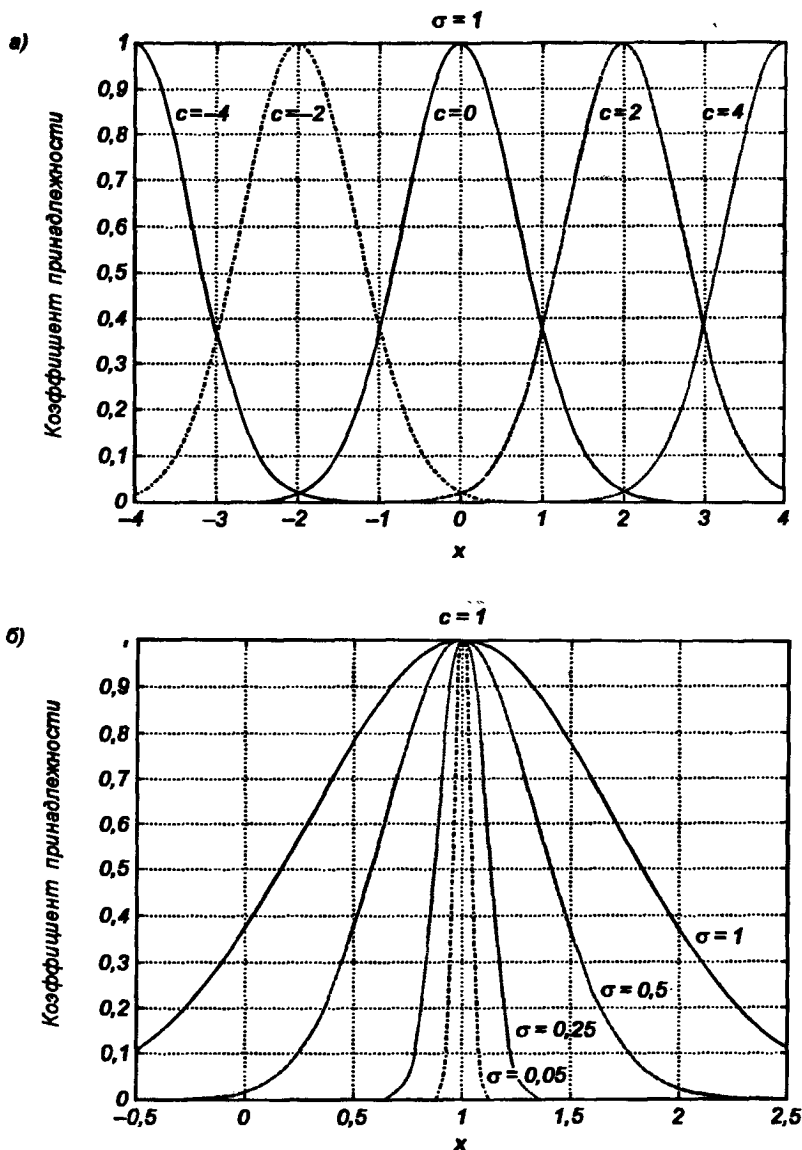 а)
σ = 1
Коэффициент принадлежности
1
0,9
0,8
0,7
0,6
0,5
0,4
0,3
0,2
0,1
0
c=–4
c=–2
c=0
c=2
c=4
–4
–3
–2
–1
0
1
2
3
4
x
б)
c = 1
Коэффициент принадлежности
0,9
0,8
0,7
0,6
0,5
0,4
0,3
0,2
0,1
0
σ = 1
σ = 0,5
σ = 0,25
σ = 0,05
–0,5
0
0,5
1
1,5
2
2,5
x